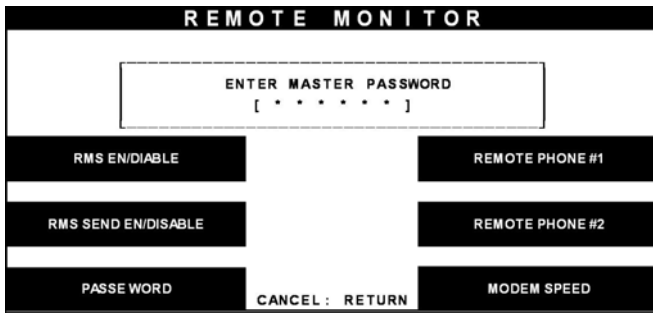 REMOTE MONITOR
ENTER MASTER PASSWORD
[ * * * * * * ]
RMS EN/DIABLE
REMOTE PHONE #1
RMS SEND EN/DISABLE
REMOTE PHONE #2
PASSE WORD
CANCEL: RETURN
MODEM SPEED